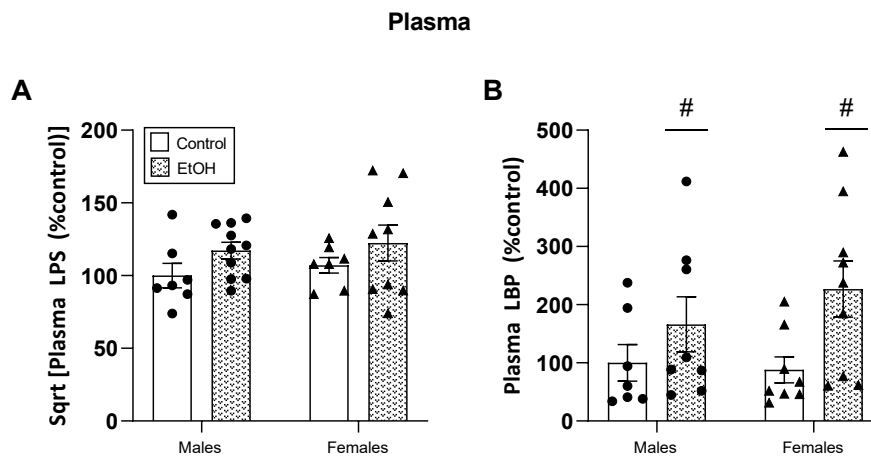 Plasma
A
Sqrt [Plasma LPS (%control)]
200
150
100
50
0
Control
EtOH
Males
Females
B
Plasma LBP (%control)
500
400
300
200
100
0
#
#
Males
Females